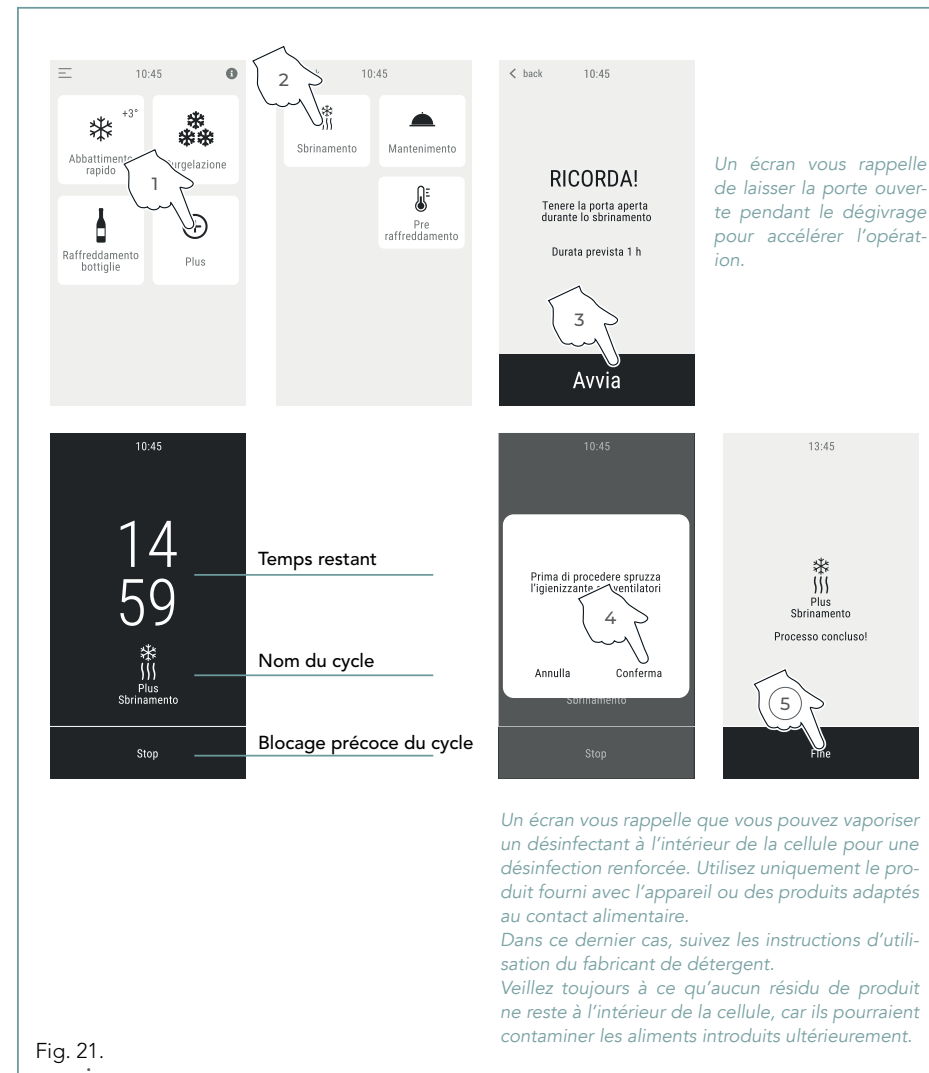 10:45
+3°
Abbattimento
rapido
1
Raffreddamento
bottiglie
Plus
2
10:45
Sbrinamento
Mantenimento
Pre
raffreddamento
< back 10:45
RICORDA!
Tenere la porta aperta
durante lo sbrinamento
Durata prevista 1 h
3
Avvia
Un écran vous rappelle
de laisser la porte ouver-
te pendant le dégivrage
pour accélérer l'opérat-
ion.
10:45
14
59
Plus
Sbrinamento
Stop
Temps restant
Nom du cycle
Blocage précoce du cycle
10:45
Prima di procedere spruzza
l'igienizzante ventilatori
4
Annulla Conferma
Sbrinamento
Stop
13:45
Plus
Sbrinamento
Processo concluso!
5
Fine
Un écran vous rappelle que vous pouvez vaporiser
un désinfectant à l'intérieur de la cellule pour une
désinfection renforcée. Utilisez uniquement le pro-
duit fourni avec l'appareil ou des produits adaptés
au contact alimentaire.
Dans ce dernier cas, suivez les instructions d'utili-
sation du fabricant de détergent.
Veillez toujours à ce qu'aucun résidu de produit
ne reste à l'intérieur de la cellule, car ils pourraient
contaminer les aliments introduits ultérieurement.
Fig. 21.